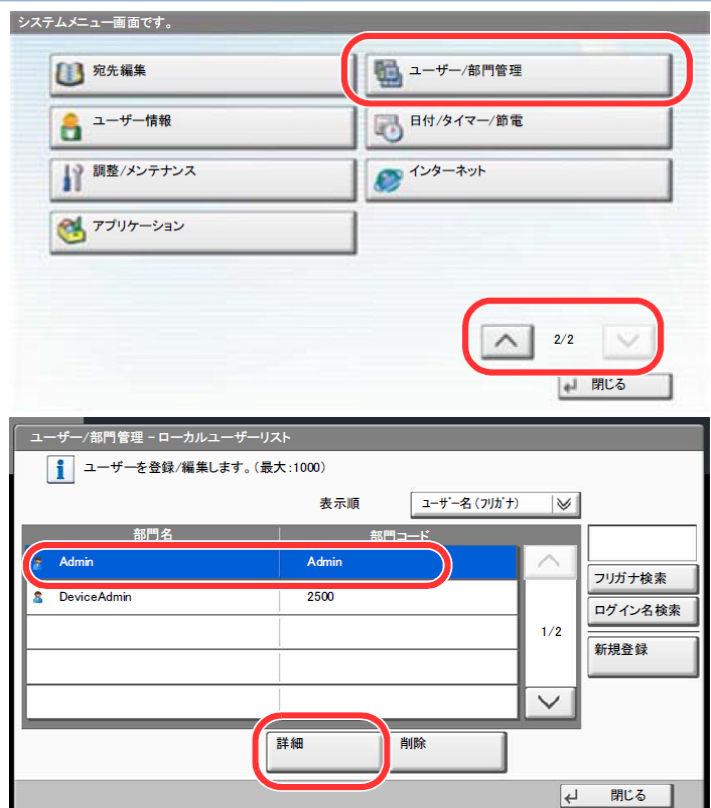 システムメニュー画面です。
宛先編集
ユーザー/部門管理
ユーザー情報
日付/タイマー/節電
調整/メンテナンス
インターネット
アプリケーション
2/2
閉じる
ユーザー/部門管理 - ローカルユーザーリスト
ユーザーを登録/編集します。(最大:1000)
表示順
ユーザー名(フリガナ)
部門名
部門コード
Admin
Admin
DeviceAdmin
2500
1/2
フリガナ検索
ログイン名検索
新規登録
詳細
削除
閉じる